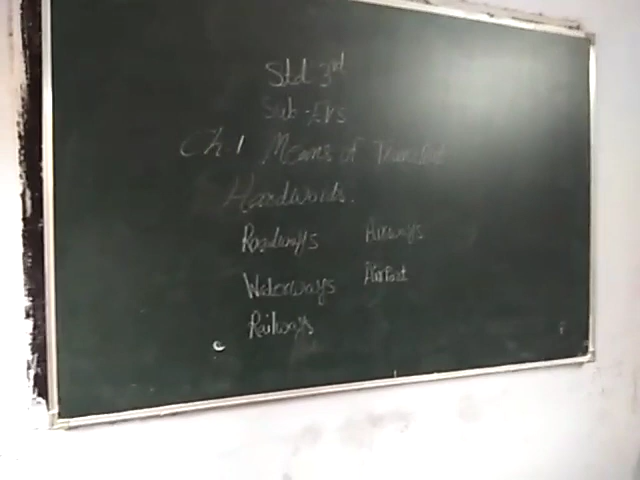 Std 3rd
Sub-EVS
Ch.1 Means of Transport
Hardwords.
Roadways Airways
Waterways Airport
Railways